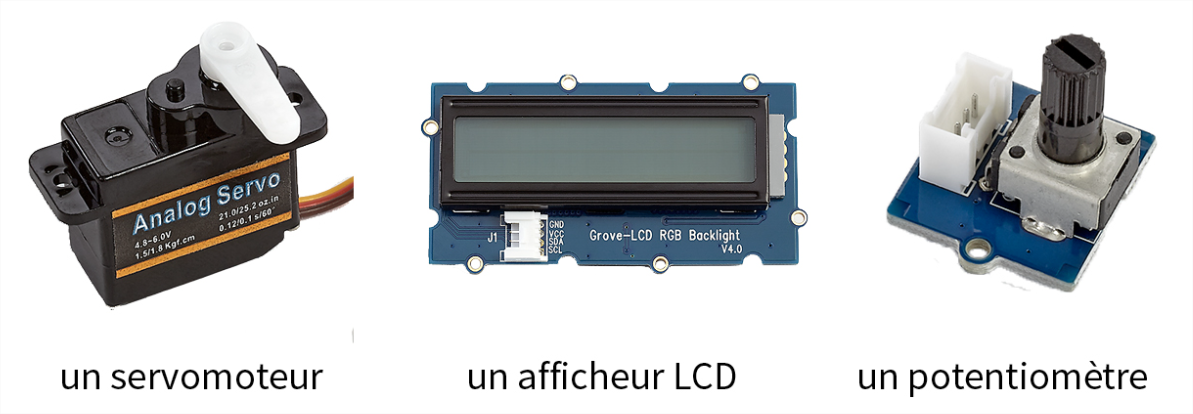 Analog Servo
21.0/25.2 oz.in
4.8~6.0V
0.12/0.1 s/60°
1.5/1.8 Kgf.cm
J1
GND
VCC
SDA
SCL
Grove-LCD RGB Backlight
V4.0
un servomoteur
un afficheur LCD
un potentiomètre